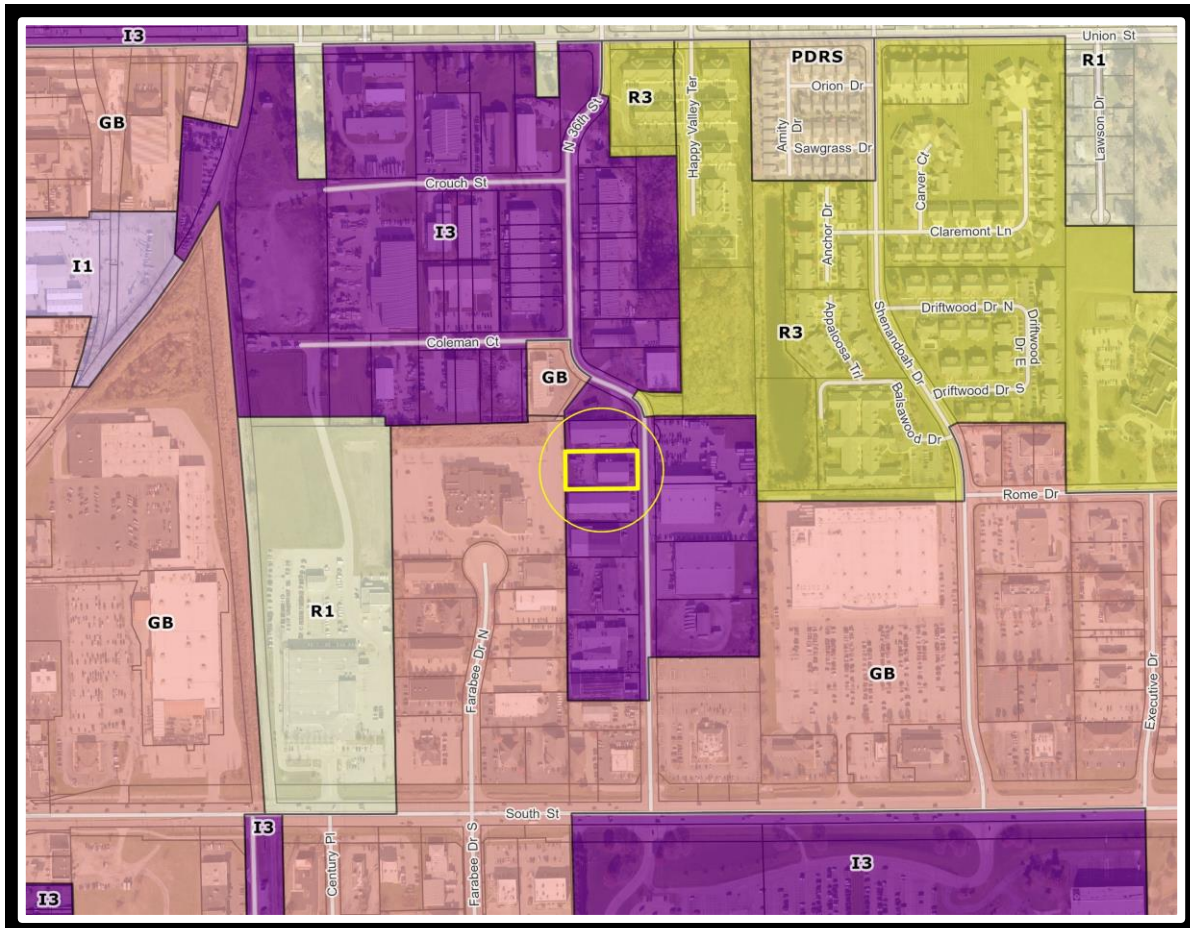 I3
Union St
PDRS
R1
R3
Orion Dr
GB
N 36th St
Happy Valley Ter
Amity Dr
Sawgrass Dr
Lawson Dr
Carver Ct
Crouch St
I3
Anchor Dr
Claremont Ln
I1
Driftwood Dr N
Shenandoah Dr
Appaloosa Trl
R3
Driftwood Dr E
Coleman Ct
GB
Driftwood Dr S
Balsawood Dr
Rome Dr
R1
GB
Farabee Dr N
GB
Executive Dr
South St
I3
Century Pl
Farabee Dr S
I3
I3